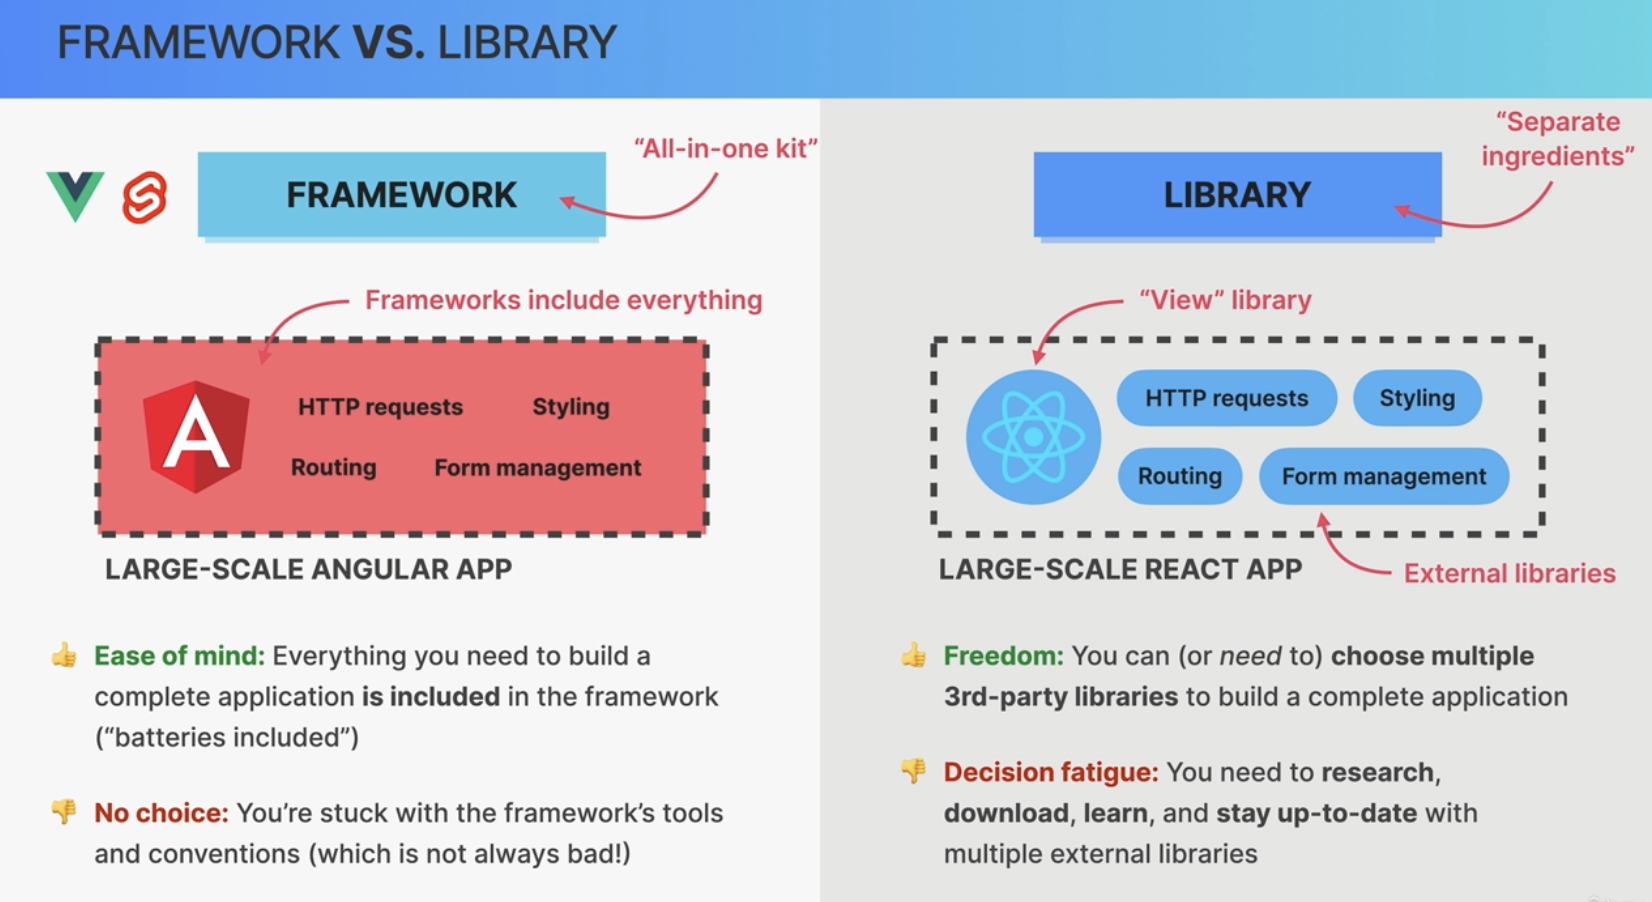 FRAMEWORK VS. LIBRARY
“All-in-one kit”
FRAMEWORK
Frameworks include everything
HTTP requests
Styling
Routing
Form management
LARGE-SCALE ANGULAR APP
👍 Ease of mind: Everything you need to build a
complete application is included in the framework
(“batteries included”)
👎 No choice: You’re stuck with the framework’s tools
and conventions (which is not always bad!)
“Separate
ingredients”
LIBRARY
“View” library
HTTP requests
Styling
Routing
Form management
LARGE-SCALE REACT APP
External libraries
👍 Freedom: You can (or need to) choose multiple
3rd-party libraries to build a complete application
👎 Decision fatigue: You need to research,
download, learn, and stay up-to-date with
multiple external libraries